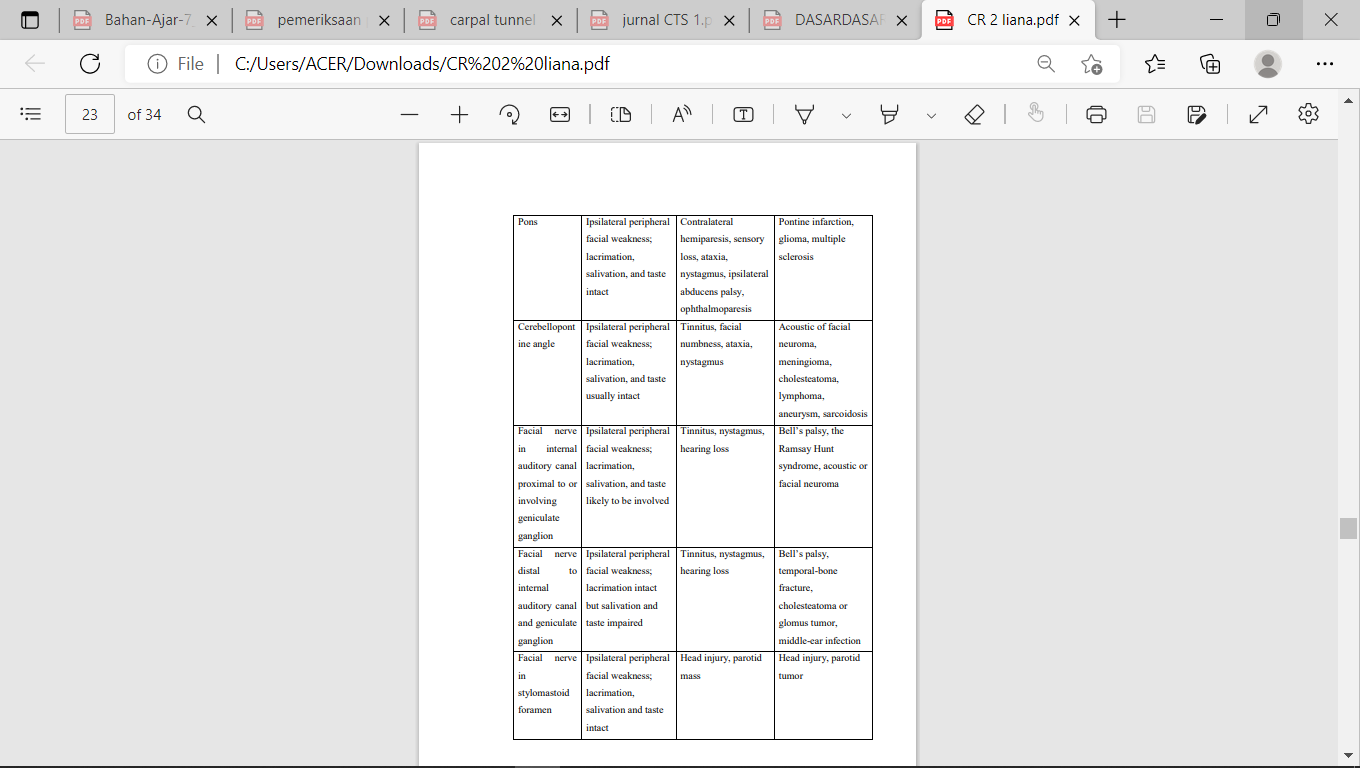 Bahan-Ajar-7_
pemeriksaan
carpal tunnel
jurnal CTS 1.p
DASARDASAR
CR 2 liana.pdf
File
C:/Users/ACER/Downloads/CR%202%20liana.pdf
23
of 34
Pons
Ipsilateral peripheral
facial weakness;
lacrimation,
salivation, and taste
intact
Contralateral
hemiparesis, sensory
loss, ataxia,
nystagmus, ipsilateral
abducens palsy,
ophthalmoparesis
Pontine infarction,
glioma, multiple
sclerosis
Cerebellopont
ine angle
Ipsilateral peripheral
facial weakness;
lacrimation,
salivation, and taste
usually intact
Tinnitus, facial
numbness, ataxia,
nystagmus
Acoustic of facial
neuroma,
meningioma,
cholesteatoma,
lymphoma,
aneurysm, sarcoidosis
Facial nerve
in internal
auditory canal
proximal to or
involving
geniculate
ganglion
Ipsilateral peripheral
facial weakness;
lacrimation,
salivation, and taste
likely to be involved
Tinnitus, nystagmus,
hearing loss
Bell's palsy, the
Ramsay Hunt
syndrome, acoustic or
facial neuroma
Facial nerve
distal to
internal
auditory canal
and geniculate
ganglion
Ipsilateral peripheral
facial weakness;
lacrimation intact
but salivation and
taste impaired
Tinnitus, nystagmus,
hearing loss
Bell's palsy,
temporal-bone
fracture,
cholesteatoma or
glomus tumor,
middle-ear infection
Facial nerve
in
stylomastoid
foramen
Ipsilateral peripheral
facial weakness;
lacrimation,
salivation and taste
intact
Head injury, parotid
mass
Head injury, parotid
tumor